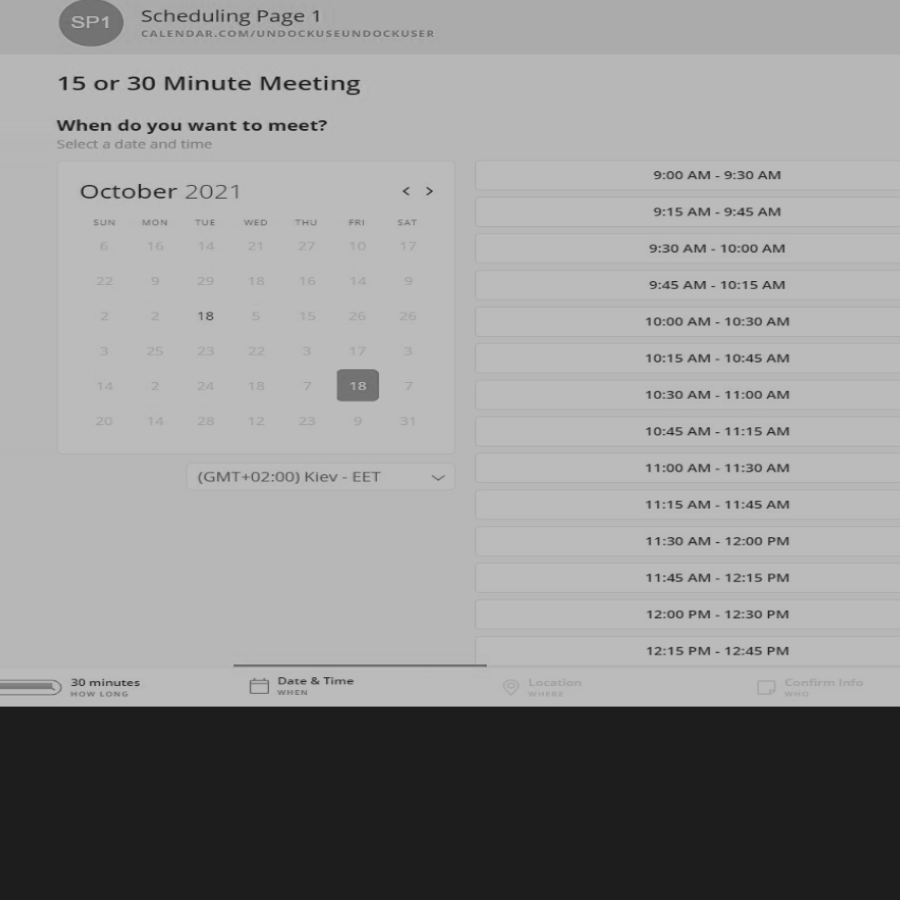 SP1
Scheduling Page 1
CALENDAR.COM/UNDOCKUSEUNDOCKUSER
15 or 30 Minute Meeting
When do you want to meet?
Select a date and time
October 2021 < >
SUN MON TUE WED THU FRI SAT
6 16 14 21 27 10 17
22 9 29 18 16 14 9
2 2 18 5 15 26 26
3 25 23 22 3 17 3
14 2 24 18 7 18 7
20 14 28 12 23 9 31
(GMT+02:00) Kiev - EET
9:00 AM - 9:30 AM
9:15 AM - 9:45 AM
9:30 AM - 10:00 AM
9:45 AM - 10:15 AM
10:00 AM - 10:30 AM
10:15 AM - 10:45 AM
10:30 AM - 11:00 AM
10:45 AM - 11:15 AM
11:00 AM - 11:30 AM
11:15 AM - 11:45 AM
11:30 AM - 12:00 PM
11:45 AM - 12:15 PM
12:00 PM - 12:30 PM
12:15 PM - 12:45 PM
30 minutes
HOW LONG
Date & Time
WHEN
Location
WHERE
Confirm Info
WHO